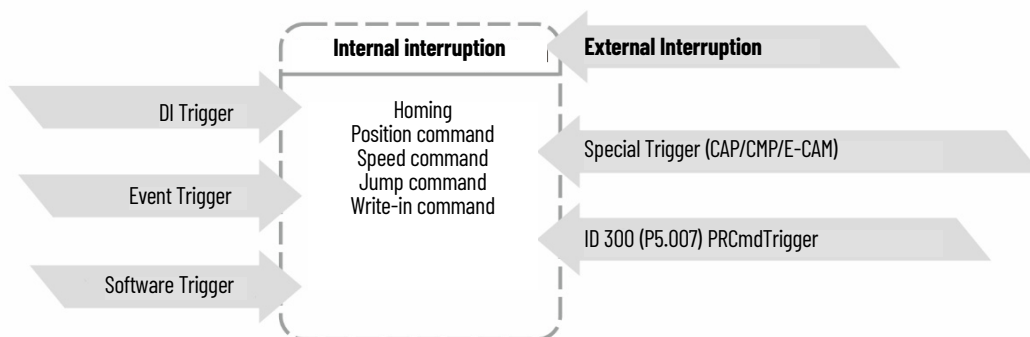 Internal interruption
External Interruption
DI Trigger
Event Trigger
Software Trigger
Homing
Position command
Speed command
Jump command
Write-in command
Special Trigger (CAP/CMP/E-CAM)
ID 300 (P5.007) PRCmdTrigger